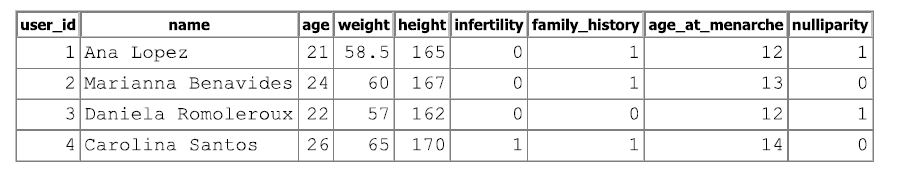 user_id name age weight height infertility family_history age_at_menarche nulliparity
1 Ana Lopez 21 58.5 165 0 1 12 1
2 Marianna Benavides 24 60 167 0 1 13 0
3 Daniela Romoleroux 22 57 162 0 0 12 1
4 Carolina Santos 26 65 170 1 1 14 0